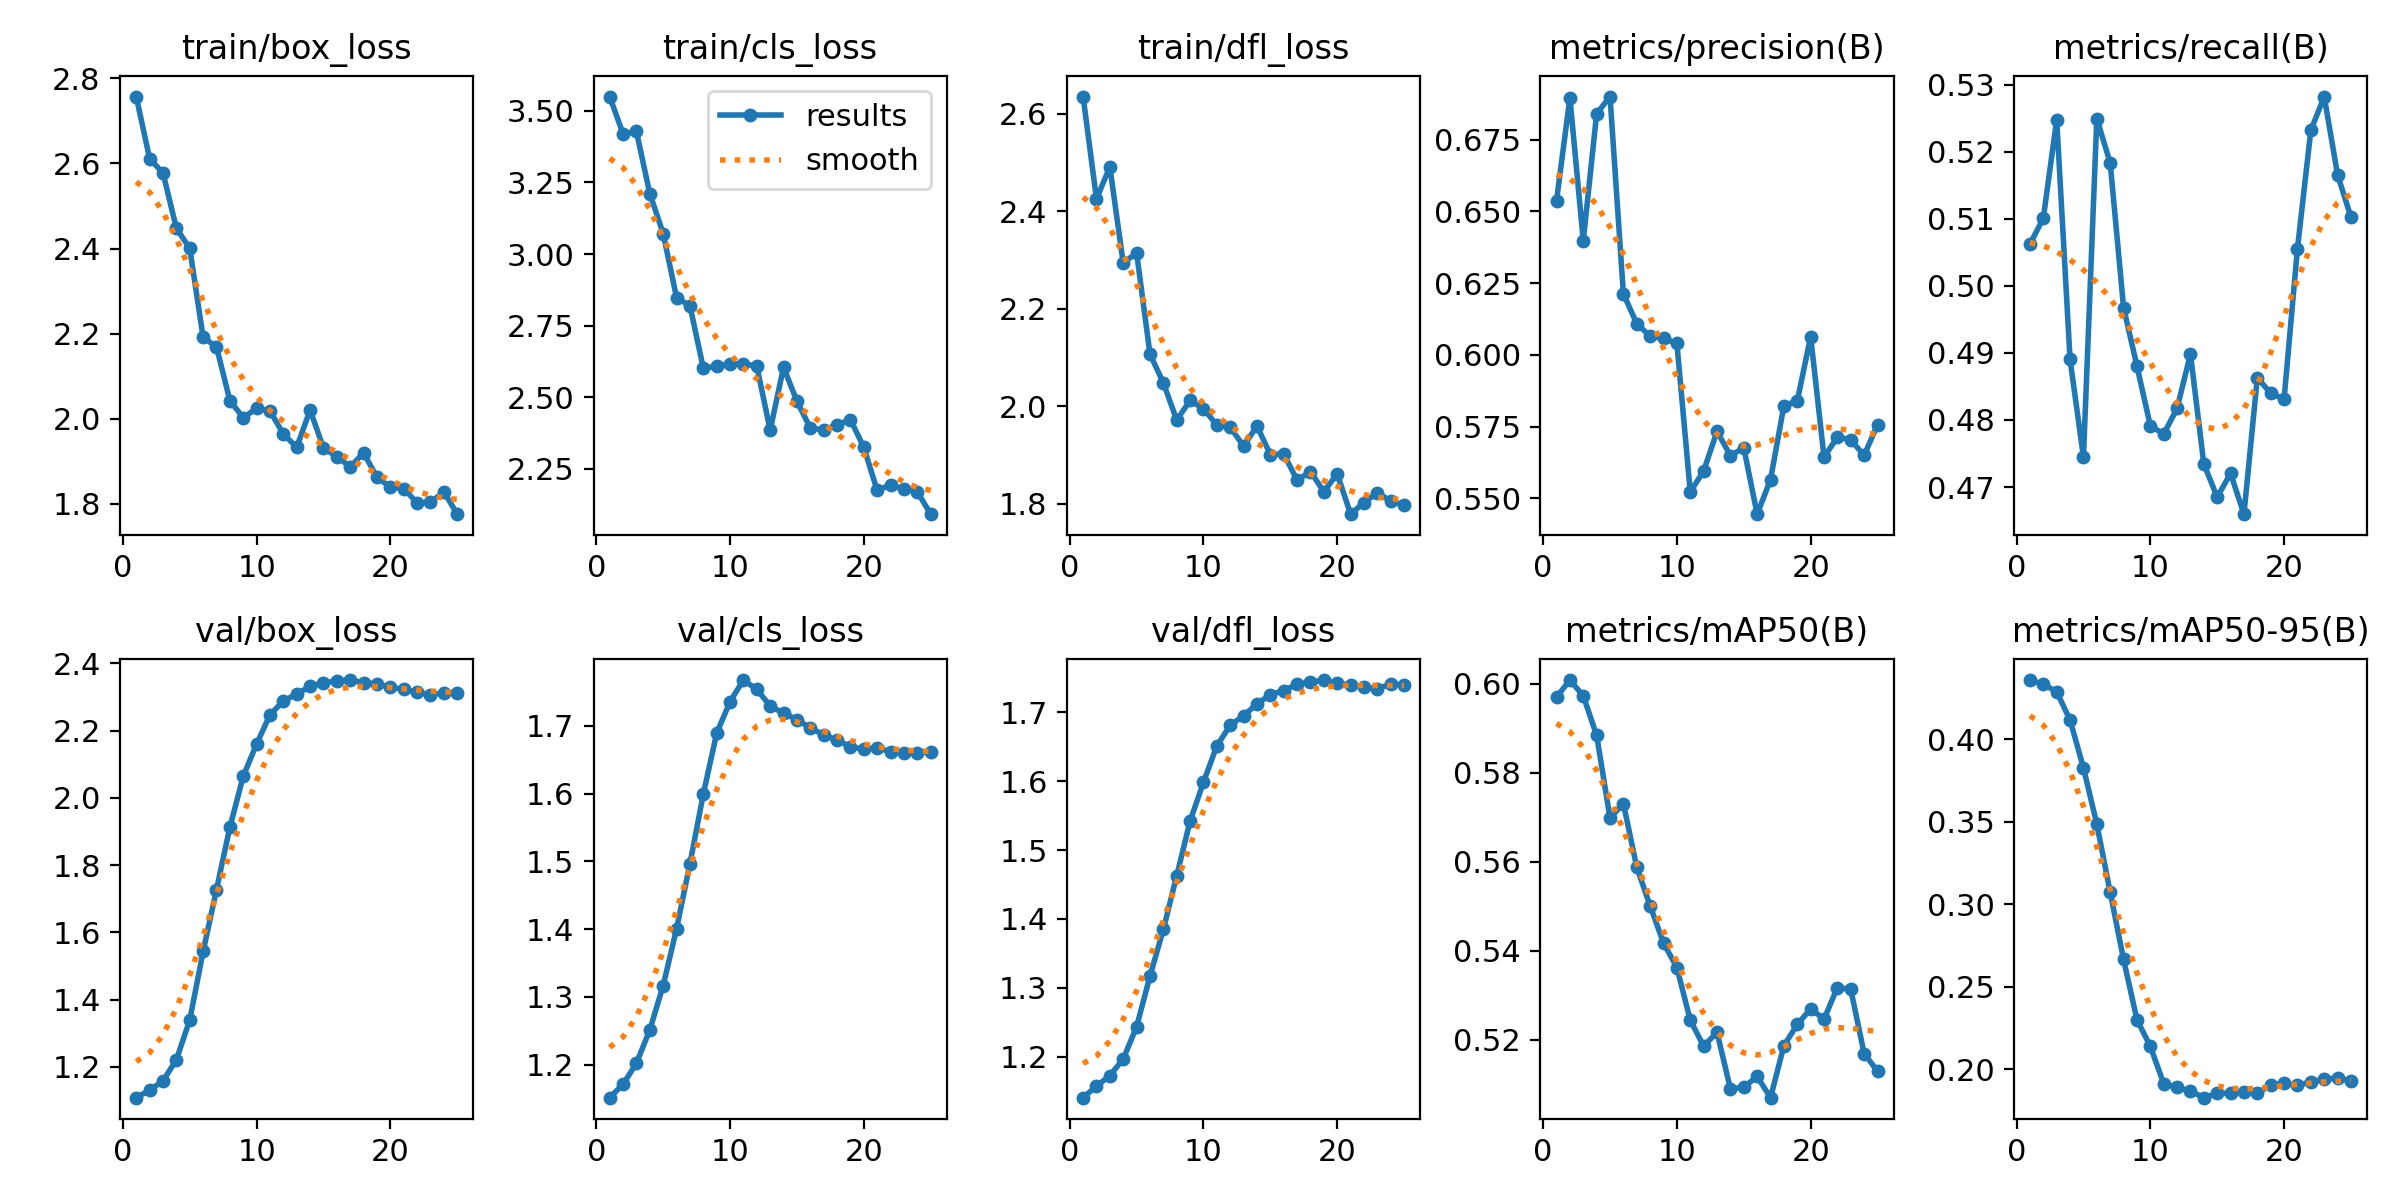 train/box_loss
2.8
2.6
2.4
2.2
2.0
1.8
0 10 20
train/cls_loss
results
smooth
3.50
3.25
3.00
2.75
2.50
2.25
0 10 20
train/dfl_loss
2.6
2.4
2.2
2.0
1.8
0 10 20
metrics/precision(B)
0.675
0.650
0.625
0.600
0.575
0.550
0 10 20
metrics/recall(B)
0.53
0.52
0.51
0.50
0.49
0.48
0.47
0 10 20
val/box_loss
2.4
2.2
2.0
1.8
1.6
1.4
1.2
0 10 20
val/cls_loss
1.7
1.6
1.5
1.4
1.3
1.2
0 10 20
val/dfl_loss
1.7
1.6
1.5
1.4
1.3
1.2
0 10 20
metrics/mAP50(B)
0.60
0.58
0.56
0.54
0.52
0 10 20
metrics/mAP50-95(B)
0.40
0.35
0.30
0.25
0.20
0 10 20